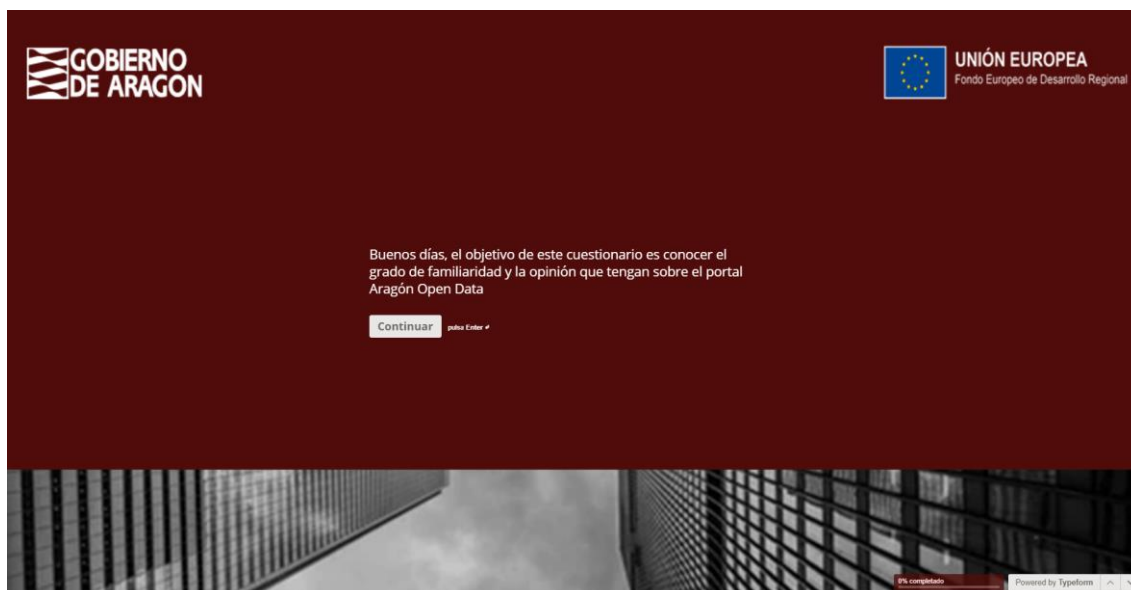 GOBIERNO
DE ARAGON
UNIÓN EUROPEA
Fondo Europeo de Desarrollo Regional
Buenos días, el objetivo de este cuestionario es conocer el
grado de familiaridad y la opinión que tengan sobre el portal
Aragón Open Data
Continuar pulsa Enter ↵
0% completado
Powered by Typeform